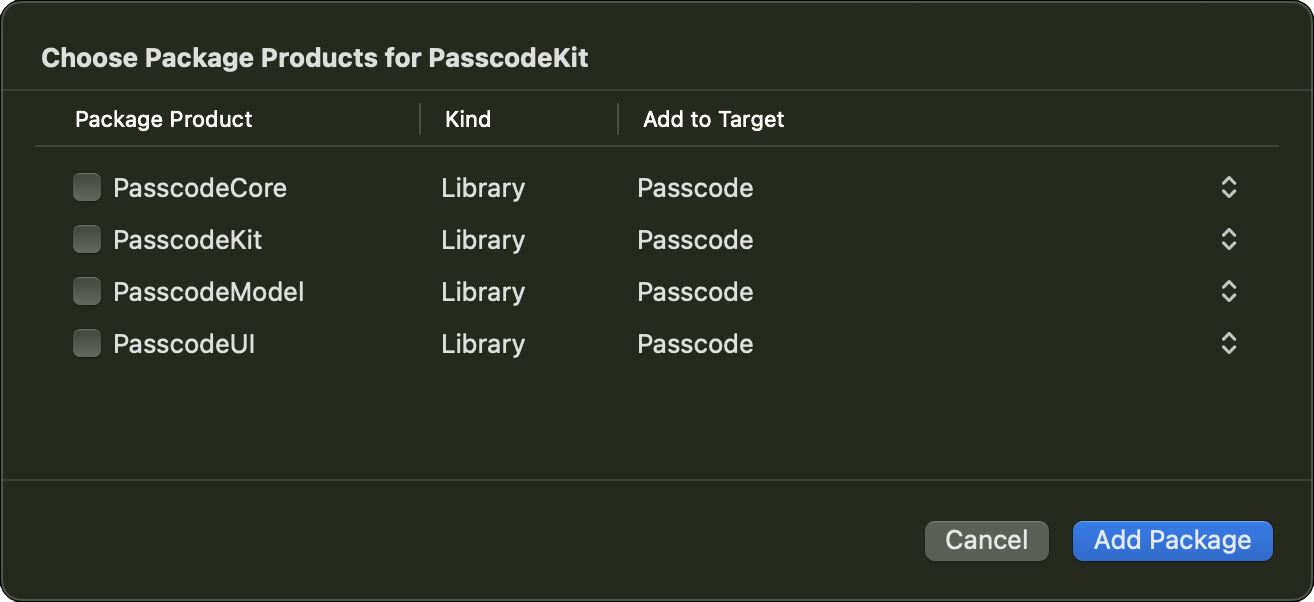 Choose Package Products for PasscodeKit
Package Product Kind Add to Target
PasscodeCore Library Passcode
PasscodeKit Library Passcode
PasscodeModel Library Passcode
PasscodeUI Library Passcode
Cancel Add Package